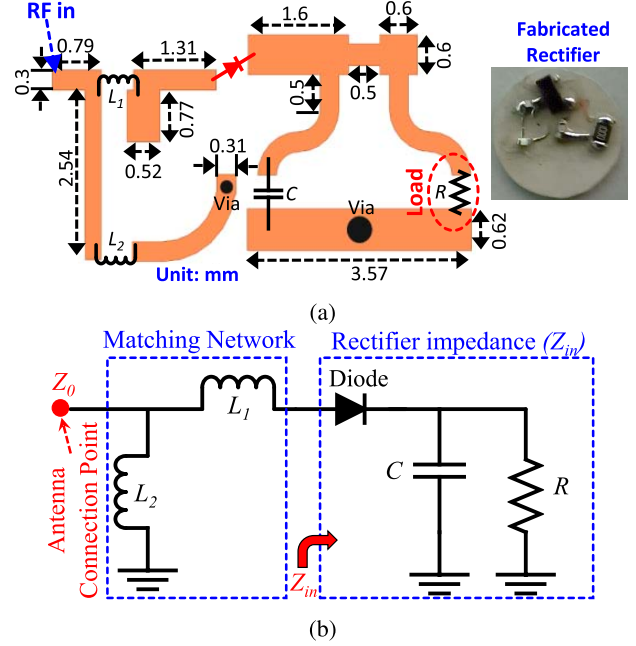 RF in
0.79
1.31
1.6
0.6
0.6
0.3
L1
0.5
0.5
0.77
0.52
2.54
0.31
Via
C
Via
Load
R
0.62
L2
Unit: mm
3.57
Fabricated
Rectifier
(a)
Matching Network
Rectifier impedance (Zin)
Z0
Diode
L1
L2
C
R
Antenna
Connection Point
Zin
(b)